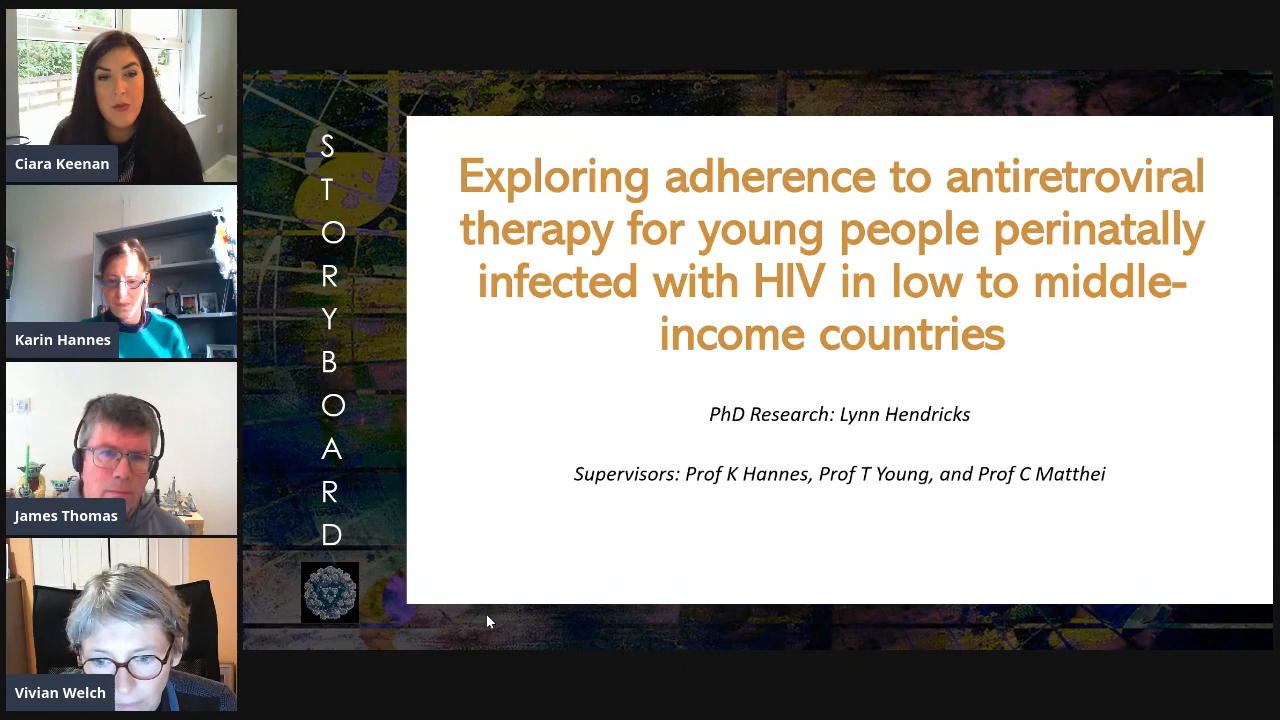 Ciara Keenan
Karin Hannes
James Thomas
Vivian Welch
STORYBOARD
Exploring adherence to antiretroviral
therapy for young people perinatally
infected with HIV in low to middle-
income countries
PhD Research: Lynn Hendricks
Supervisors: Prof K Hannes, Prof T Young, and Prof C Matthei